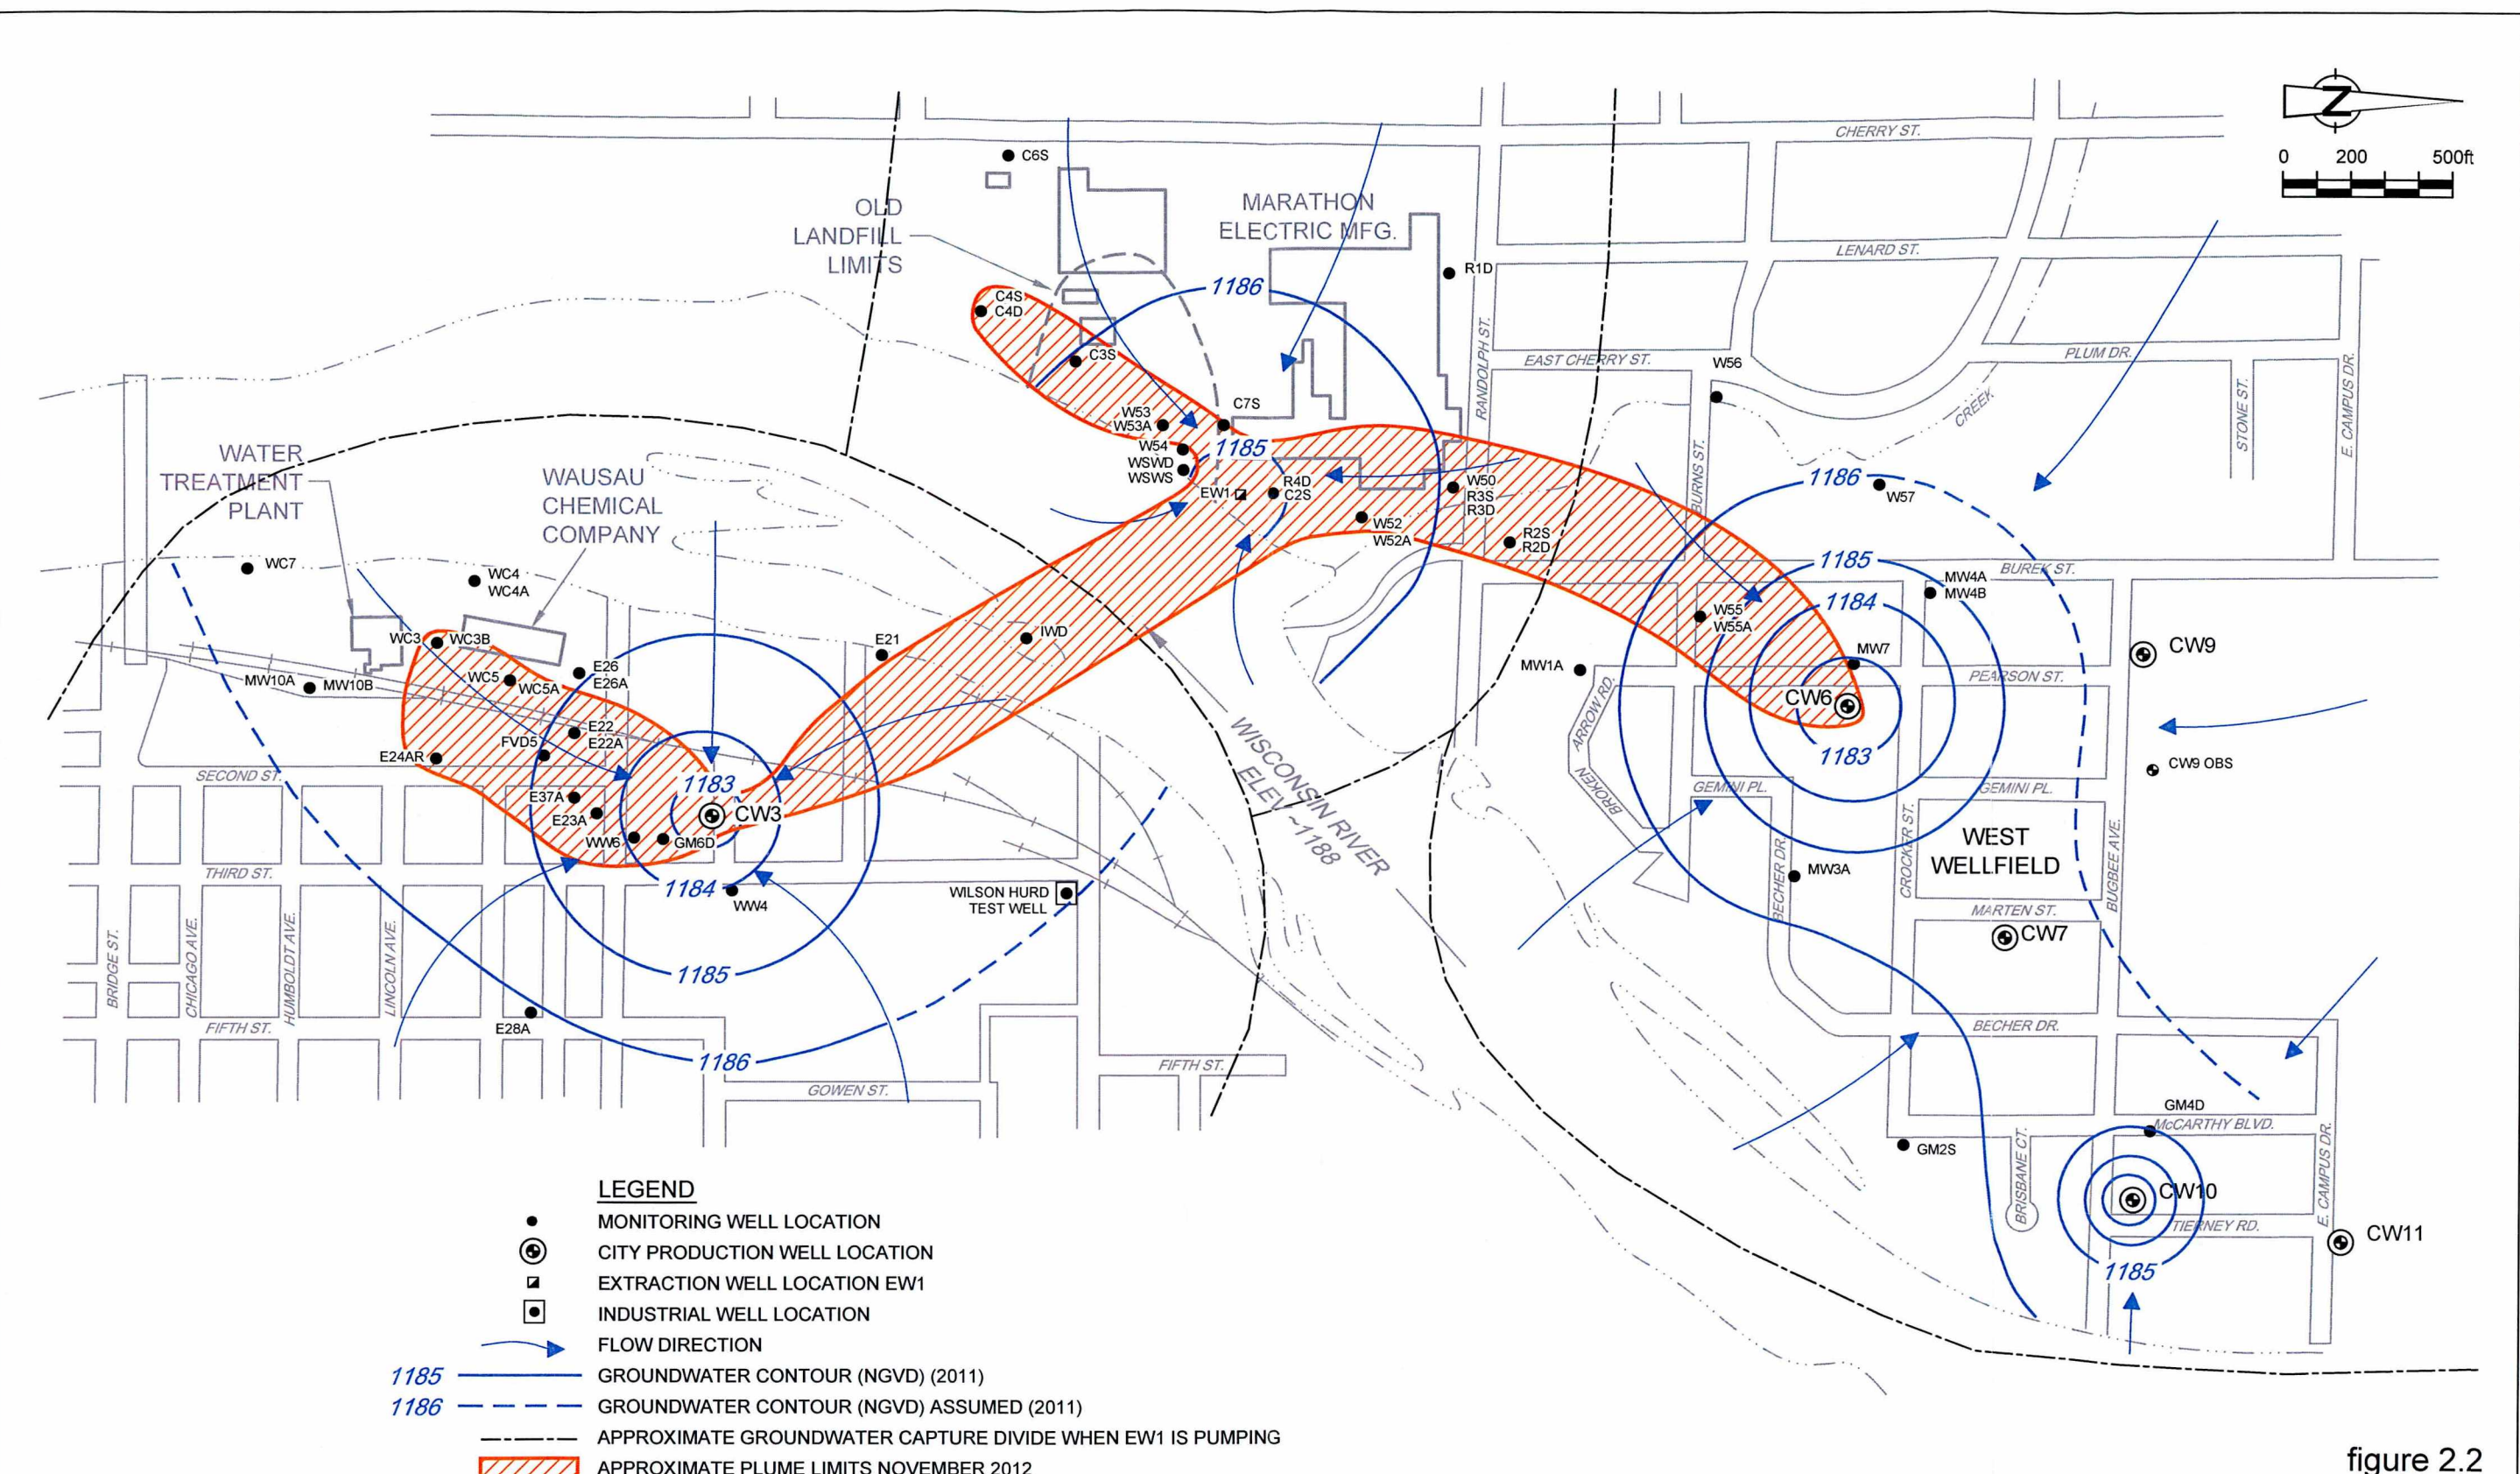 N
0 200 500ft
CHERRY ST.
C6S
OLD
LANDFILL
LIMITS
MARATHON
ELECTRIC MFG.
LENARD ST.
R1D
1186
C4S
C4D
C3S
RANDOLPH ST.
EAST CHERRY ST.
W56
PLUM DR.
STONE ST.
E. CAMPUS DR.
CREEK
C7S
W53
W53A
W54
WSWD
WSWS
1185
EW1
R4D
C2S
W50
R3S
R3D
W52
W52A
R2S
R2D
BURNS ST.
1186
W57
WATER
TREATMENT
PLANT
WAUSAU
CHEMICAL
COMPANY
WC7
WC4
WC4A
1185
BUREK ST.
1184
MW4A
MW4B
W55
W55A
WC3
WC3B
E21
IWD
MW7
CW9
MW1A
PEARSON ST.
MW10A
MW10B
WC5
WC5A
E26
E26A
CW6
1183
ARROW RD.
BROKEN
E22
E22A
FVD5
E24AR
SECOND ST.
WISCONSIN RIVER
ELEV ~1188
CW9 OBS
GEMINI PL.
GEMINI PL.
1183
CW3
E37A
E23A
WW6
GM6D
WEST
WELLFIELD
BECHER DR.
CROCKER ST.
BUGBEE AVE.
MW3A
THIRD ST.
1184
WW4
WILSON HURD
TEST WELL
MARTEN ST.
CW7
BRIDGE ST.
CHICAGO AVE.
HUMBOLDT AVE.
LINCOLN AVE.
1185
E28A
FIFTH ST.
1186
FIFTH ST.
GOWEN ST.
BECHER DR.
GM4D
McCARTHY BLVD.
GM2S
BRISBANE CT.
E. CAMPUS DR.
CW10
TIERNEY RD.
CW11
1185
LEGEND
MONITORING WELL LOCATION
CITY PRODUCTION WELL LOCATION
EXTRACTION WELL LOCATION EW1
INDUSTRIAL WELL LOCATION
FLOW DIRECTION
1185 GROUNDWATER CONTOUR (NGVD) (2011)
1186 GROUNDWATER CONTOUR (NGVD) ASSUMED (2011)
APPROXIMATE GROUNDWATER CAPTURE DIVIDE WHEN EW1 IS PUMPING
APPROXIMATE PLUME LIMITS NOVEMBER 2012
figure 2.2